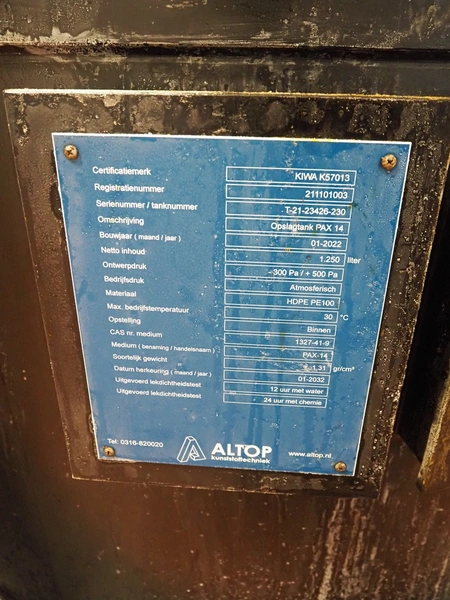 Certificatiemerk KIWA K57013
Registratienummer 211101003
Serienummer / tanknummer T-21-23426-230
Omschrijving Opslagtank PAX 14
Bouwjaar ( maand / jaar ) 01-2022
Netto inhoud 1.250 liter
Ontwerpdruk - 300 Pa / + 500 Pa
Bedrijfsdruk Atmosferisch
Materiaal HDPE PE100
Max. bedrijfstemperatuur 30 °C
Opstelling Binnen
CAS nr. medium 1327-41-9
Medium ( benaming / handelsnaam ) PAX-14
Soortelijk gewicht 1.31 gr/cm³
Datum herkeuring ( maand / jaar ) 01-2032
Uitgevoerd lekdichtheidstest 12 uur met water
Uitgevoerd lekdichtheidstest 24 uur met chemie
Tel: 0316-820020 ALTOP www.altop.nl
kunststoftechniek